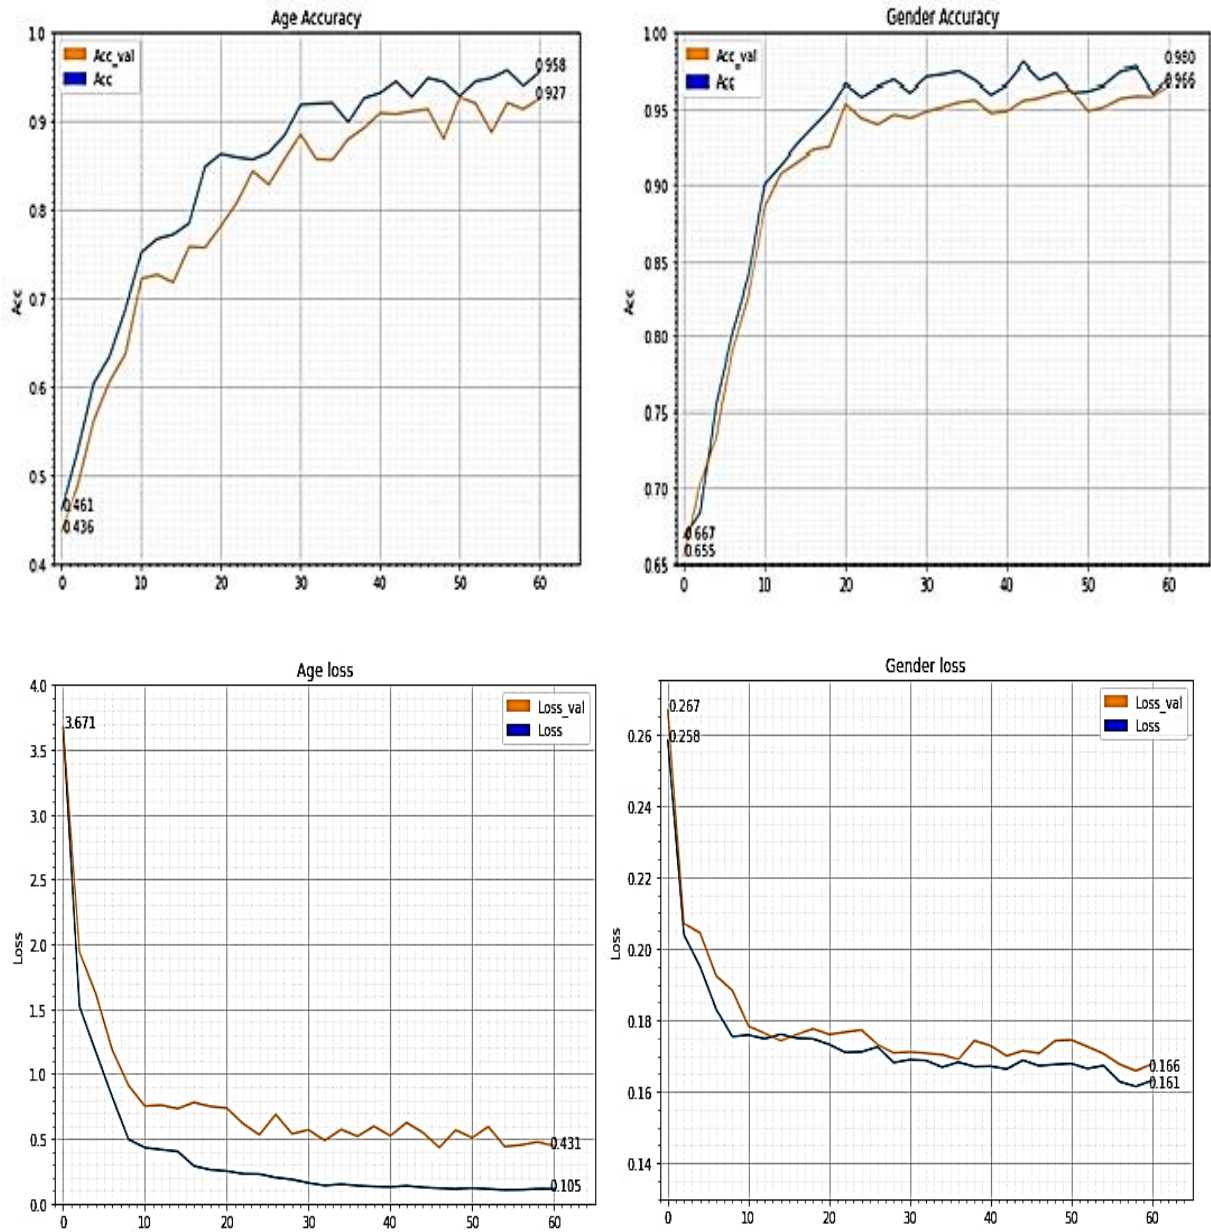 Age Accuracy
1.0
Acc_val
Acc
0.958
0.927
0.9
0.8
0.7
Acc
0.6
0.5
0.461
0.436
0.4
0 10 20 30 40 50 60
Gender Accuracy
1.00
Acc_val
Acc
0.980
0.966
0.95
0.90
0.85
Acc
0.80
0.75
0.70
0.667
0.655
0.65
0 10 20 30 40 50 60
Age loss
4.0
Loss_val
Loss
3.671
3.5
3.0
2.5
2.0
Loss
1.5
1.0
0.5
0.431
0.105
0.0
0 10 20 30 40 50 60
Gender loss
Loss_val
Loss
0.267
0.258
0.26
0.24
0.22
0.20
Loss
0.18
0.166
0.161
0.16
0.14
0 10 20 30 40 50 60